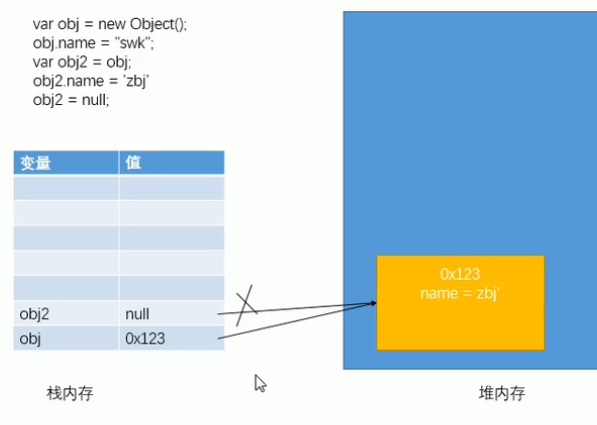 var obj = new Object();
obj.name = "swk";
var obj2 = obj;
obj2.name = 'zbj'
obj2 = null;
变量 值
obj2 null
obj 0x123
栈内存
0x123
name = zbj'
堆内存